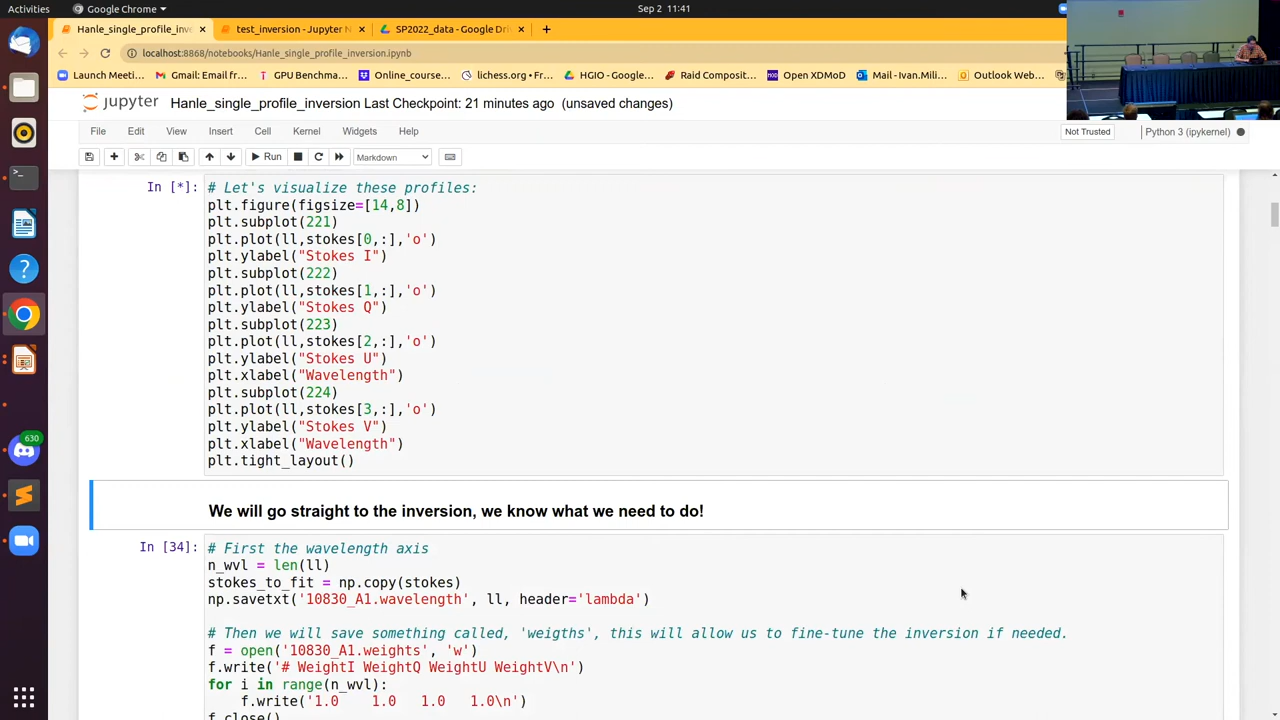 Activities
Google Chrome
Sep 2 11:41
Hanle_single_profile_inve
test_inversion - Jupyter N
SP2022_data - Google Dri
localhost:8868/notebooks/Hanle_single_profile_inversion.ipynb
Launch Meeti...
Gmail: Email fr...
GPU Benchma...
Online_course...
lichess.org • Fr...
HGIO - Google...
Raid Composit...
Open XDMoD
Mail - Ivan.Mili...
Outlook Web...
jupyter Hanle_single_profile_inversion Last Checkpoint: 21 minutes ago (unsaved changes)
File Edit View Insert Cell Kernel Widgets Help
Not Trusted
Python 3 (ipykernel)
Run
Markdown
In [*]:
# Let's visualize these profiles:
plt.figure(figsize=[14,8])
plt.subplot(221)
plt.plot(ll,stokes[0,:],'o')
plt.ylabel("Stokes I")
plt.subplot(222)
plt.plot(ll,stokes[1,:],'o')
plt.ylabel("Stokes Q")
plt.subplot(223)
plt.plot(ll,stokes[2,:],'o')
plt.ylabel("Stokes U")
plt.xlabel("Wavelength")
plt.subplot(224)
plt.plot(ll,stokes[3,:],'o')
plt.ylabel("Stokes V")
plt.xlabel("Wavelength")
plt.tight_layout()
We will go straight to the inversion, we know what we need to do!
In [34]:
# First the wavelength axis
n_wvl = len(ll)
stokes_to_fit = np.copy(stokes)
np.savetxt('10830_A1.wavelength', ll, header='lambda')
# Then we will save something called, 'weigths', this will allow us to fine-tune the inversion if needed.
f = open('10830_A1.weights', 'w')
f.write('# WeightI WeightQ WeightU WeightV\n')
for i in range(n_wvl):
f.write('1.0 1.0 1.0 1.0\n')
f.close()
630